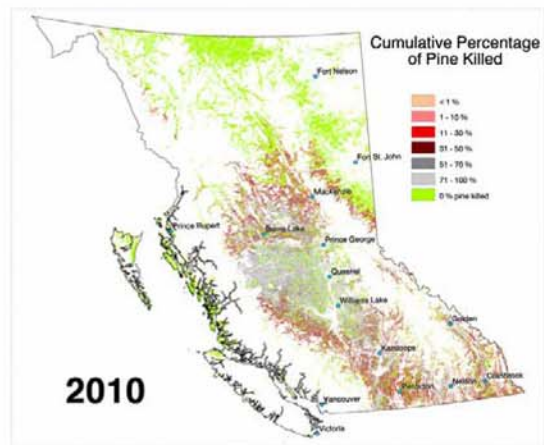 Cumulative Percentage
of Pine Killed
< 1 %
1 - 10 %
11 - 30 %
31 - 50 %
51 - 70 %
71 - 100 %
0 % pine killed
Fort Nelson
Fort St. John
Mackenzie
Prince Rupert
Burns Lake
Prince George
Quesnel
Williams Lake
Golden
Kamloops
Penticton
Nelson
Cranbrook
Vancouver
Victoria
2010